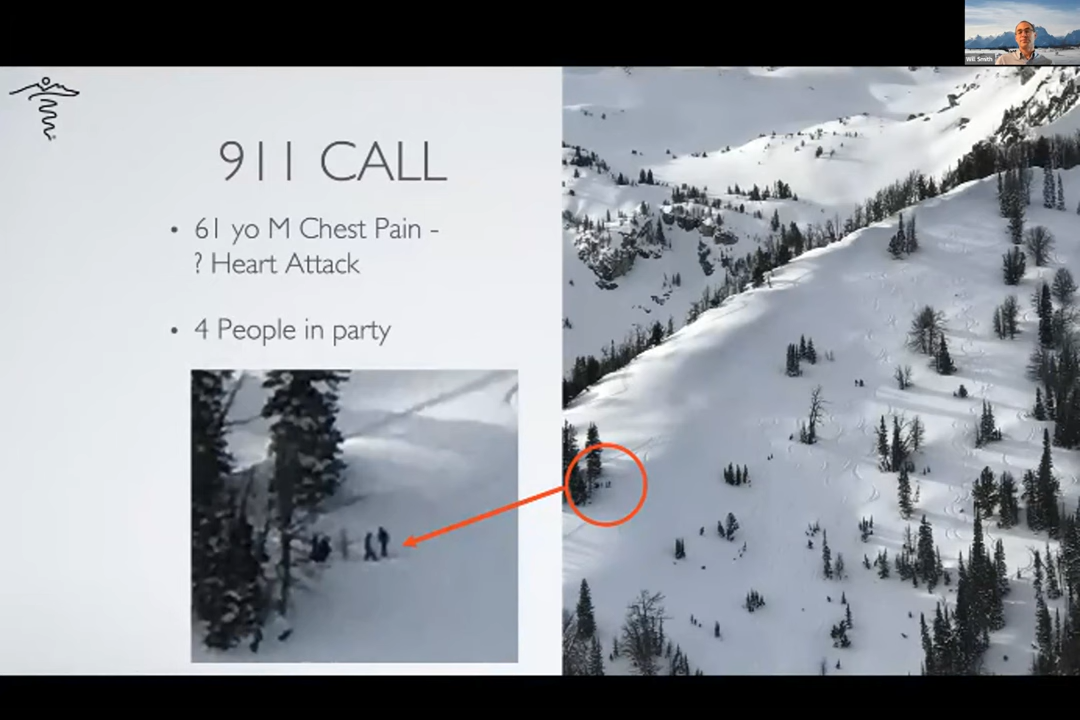 Will Smith
911 CALL
• 61 yo M Chest Pain -
? Heart Attack
• 4 People in party